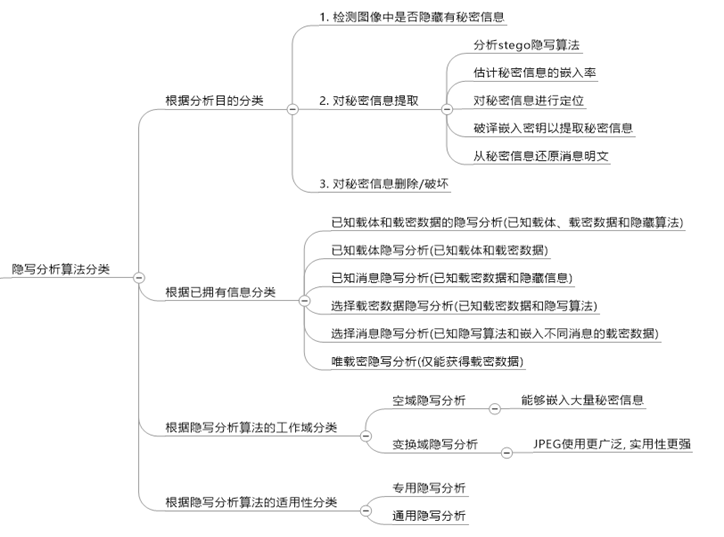 隐写分析算法分类
根据分析目的分类
1. 检测图像中是否隐藏有秘密信息
2. 对秘密信息提取
分析stego隐写算法
估计秘密信息的嵌入率
对秘密信息进行定位
破译嵌入密钥以提取秘密信息
从秘密信息还原消息明文
3. 对秘密信息删除/破坏
根据已拥有信息分类
已知载体和载密数据的隐写分析(已知载体、载密数据和隐藏算法)
已知载体隐写分析(已知载体和载密数据)
已知消息隐写分析(已知载密数据和隐藏信息)
选择载密数据隐写分析(已知载密数据和隐写算法)
选择消息隐写分析(已知隐写算法和嵌入不同消息的载密数据)
唯载密隐写分析(仅能获得载密数据)
根据隐写分析算法的工作域分类
空域隐写分析
能够嵌入大量秘密信息
变换域隐写分析
JPEG使用更广泛, 实用性更强
根据隐写分析算法的适用性分类
专用隐写分析
通用隐写分析